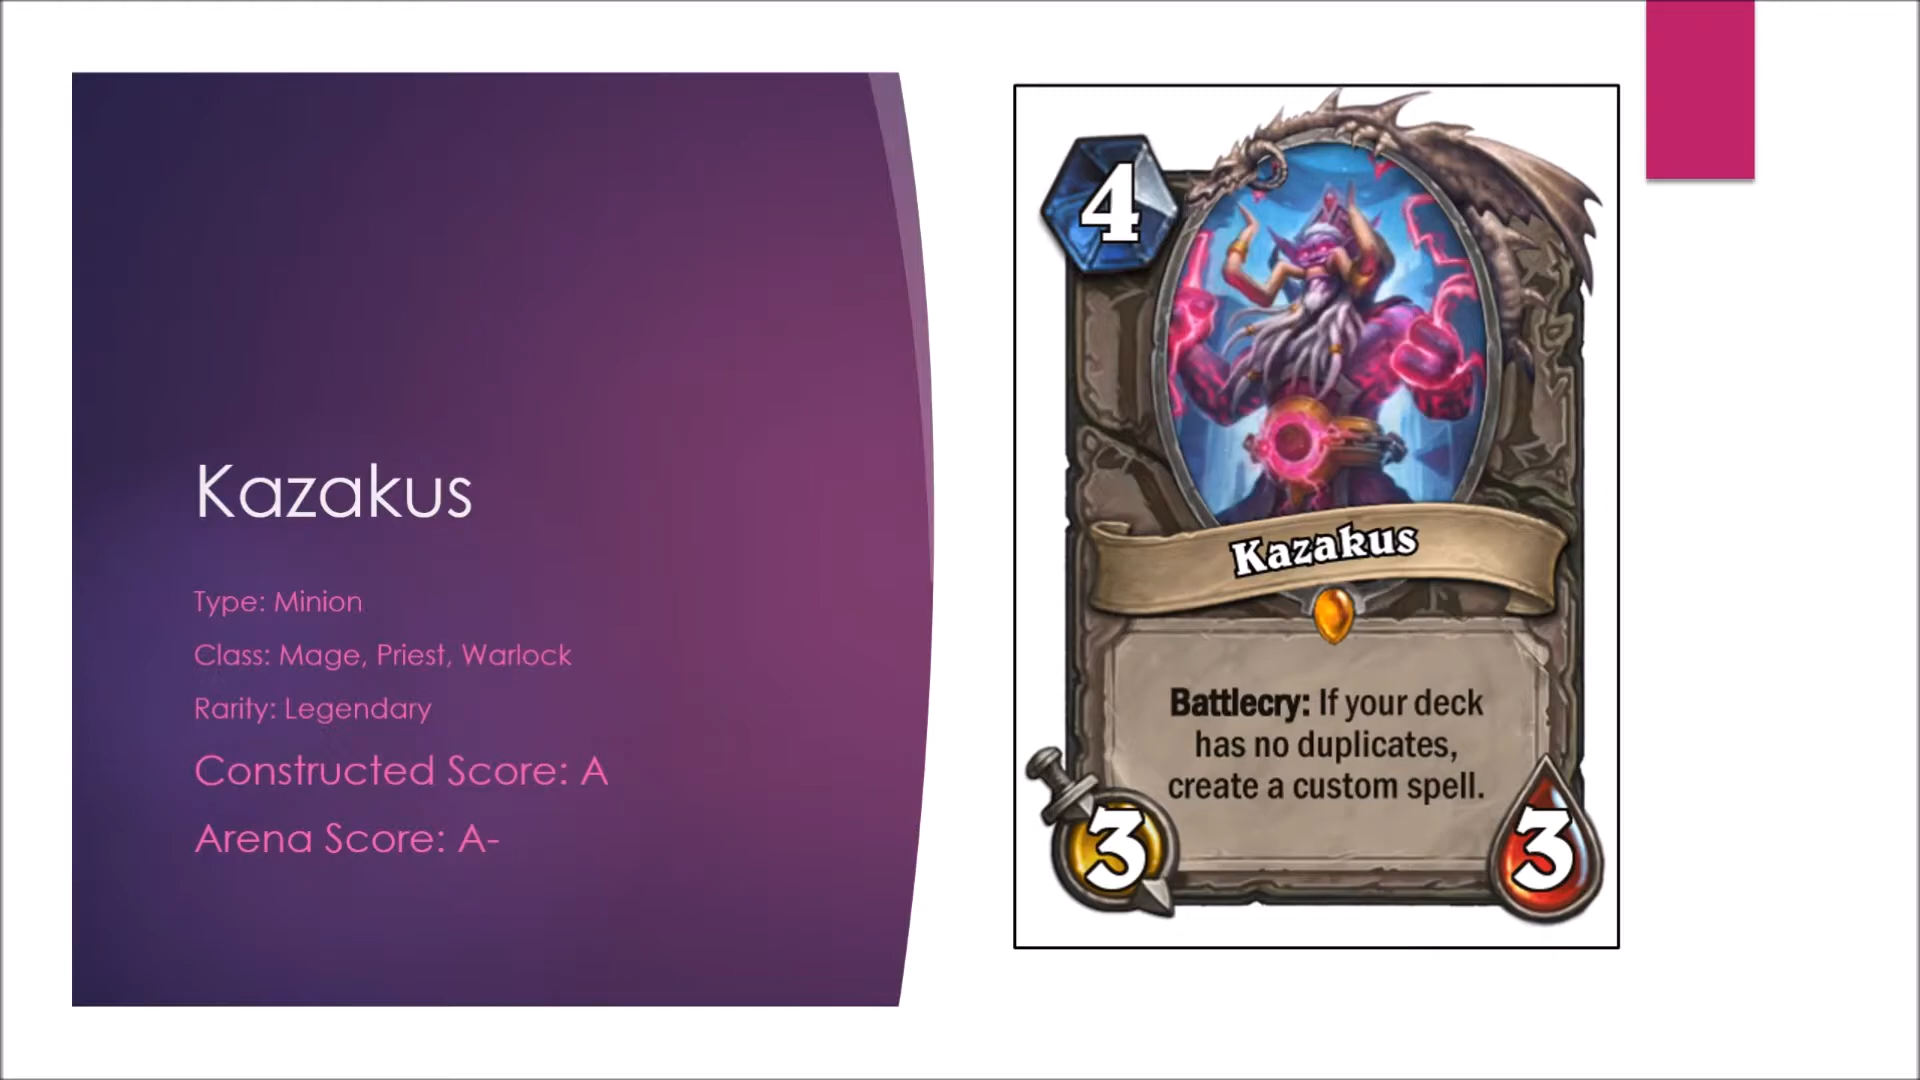 Kazakus
Type: Minion
Class: Mage, Priest, Warlock
Rarity: Legendary
Constructed Score: A
Arena Score: A-
4
Kazakus
Battlecry: If your deck
has no duplicates,
create a custom spell.
3
3